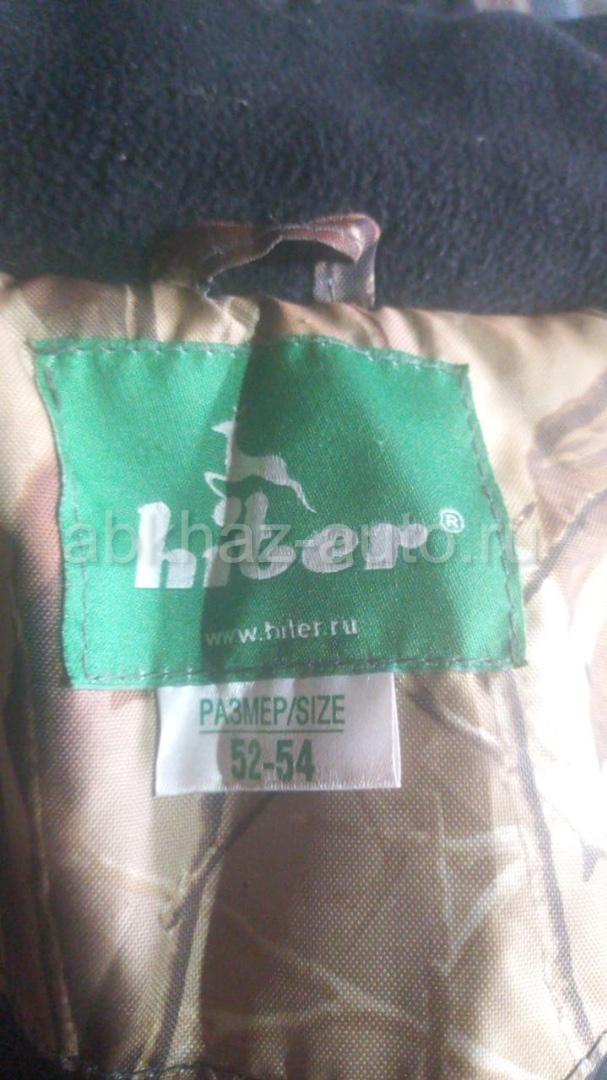 hiter®
abkhaz-auto.ru
www.hiter.ru
РАЗМЕР/SIZE
52-54